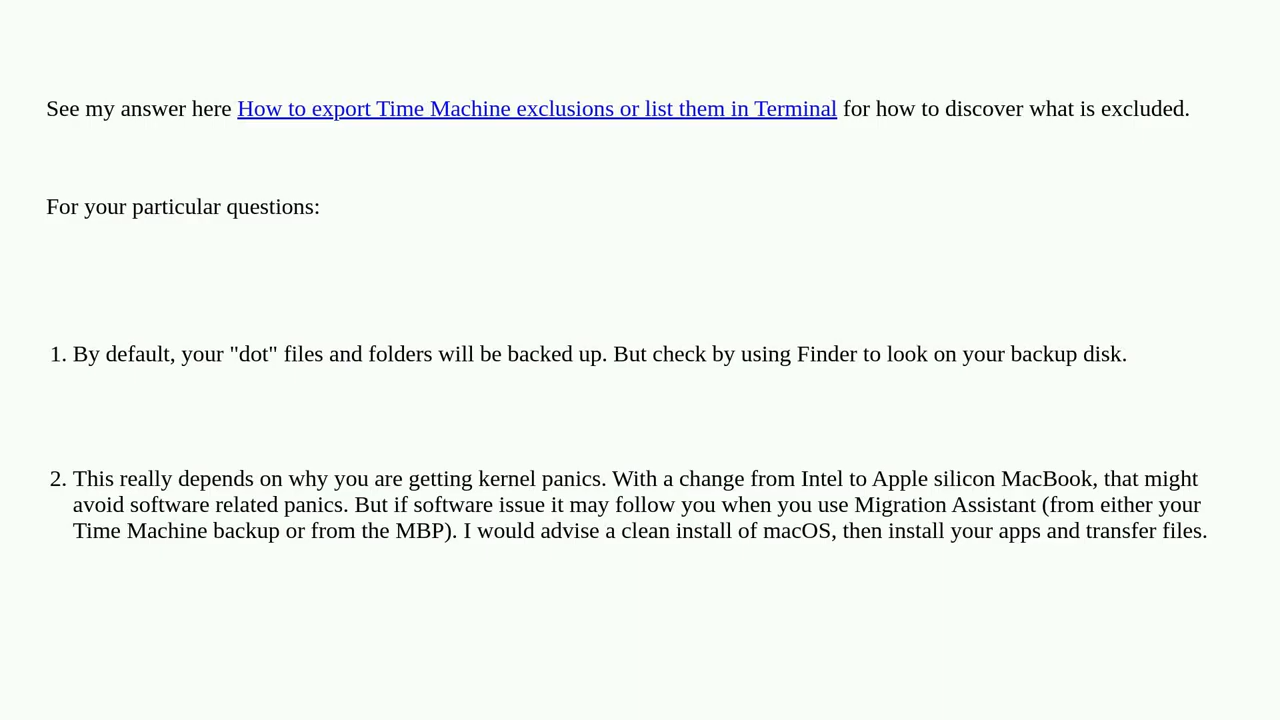 See my answer here How to export Time Machine exclusions or list them in Terminal for how to discover what is excluded.
For your particular questions:
1. By default, your "dot" files and folders will be backed up. But check by using Finder to look on your backup disk.
2. This really depends on why you are getting kernel panics. With a change from Intel to Apple silicon MacBook, that might
avoid software related panics. But if software issue it may follow you when you use Migration Assistant (from either your
Time Machine backup or from the MBP). I would advise a clean install of macOS, then install your apps and transfer files.